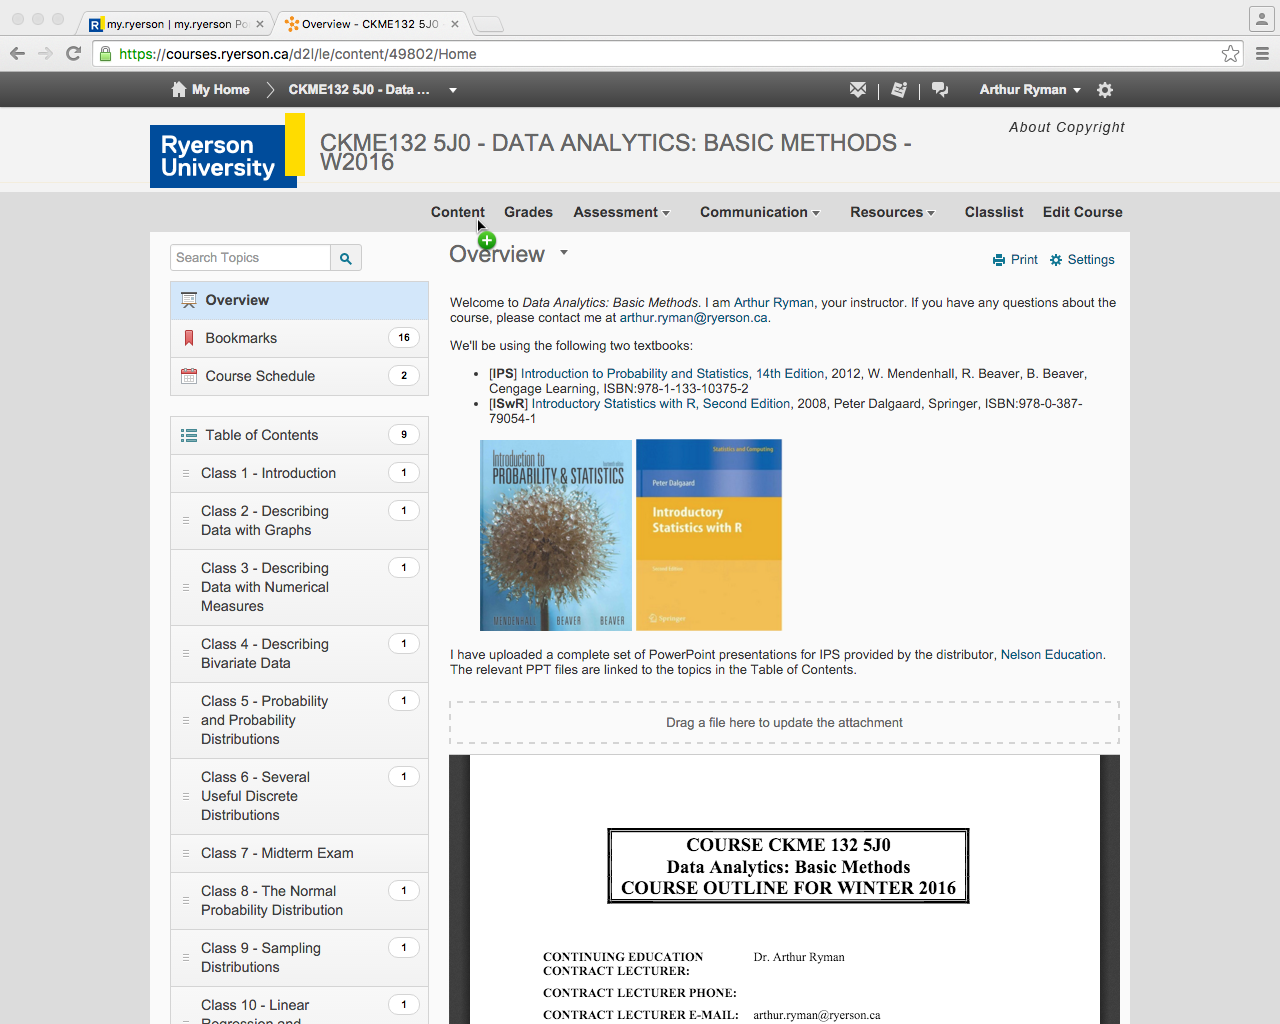 my.ryerson | my.ryerson Po
Overview - CKME132 5J0
https://courses.ryerson.ca/d2l/le/content/49802/Home
My Home
CKME132 5J0 - Data ...
Arthur Ryman
Ryerson
University
CKME132 5J0 - DATA ANALYTICS: BASIC METHODS -
W2016
About Copyright
Content Grades Assessment Communication Resources Classlist Edit Course
Search Topics
Overview
Bookmarks 16
Course Schedule 2
Table of Contents 9
Class 1 - Introduction 1
Class 2 - Describing 1
Data with Graphs
Class 3 - Describing 1
Data with Numerical
Measures
Class 4 - Describing 1
Bivariate Data
Class 5 - Probability 1
and Probability
Distributions
Class 6 - Several 1
Useful Discrete
Distributions
Class 7 - Midterm Exam
Class 8 - The Normal 1
Probability Distribution
Class 9 - Sampling 1
Distributions
Class 10 - Linear 1
Regression and
Overview
Print Settings
Welcome to Data Analytics: Basic Methods. I am Arthur Ryman, your instructor. If you have any questions about the
course, please contact me at arthur.ryman@ryerson.ca.
We'll be using the following two textbooks:
• [IPS] Introduction to Probability and Statistics, 14th Edition, 2012, W. Mendenhall, R. Beaver, B. Beaver,
Cengage Learning, ISBN:978-1-133-10375-2
• [ISwR] Introductory Statistics with R, Second Edition, 2008, Peter Dalgaard, Springer, ISBN:978-0-387-
79054-1
Introduction to
PROBABILITY & STATISTICS
MENDENHALL BEAVER BEAVER
Statistics and Computing
Peter Dalgaard
Introductory
Statistics with R
Second Edition
Springer
I have uploaded a complete set of PowerPoint presentations for IPS provided by the distributor, Nelson Education.
The relevant PPT files are linked to the topics in the Table of Contents.
Drag a file here to update the attachment
COURSE CKME 132 5J0
Data Analytics: Basic Methods
COURSE OUTLINE FOR WINTER 2016
CONTINUING EDUCATION Dr. Arthur Ryman
CONTRACT LECTURER:
CONTRACT LECTURER PHONE:
CONTRACT LECTURER E-MAIL: arthur.ryman@ryerson.ca